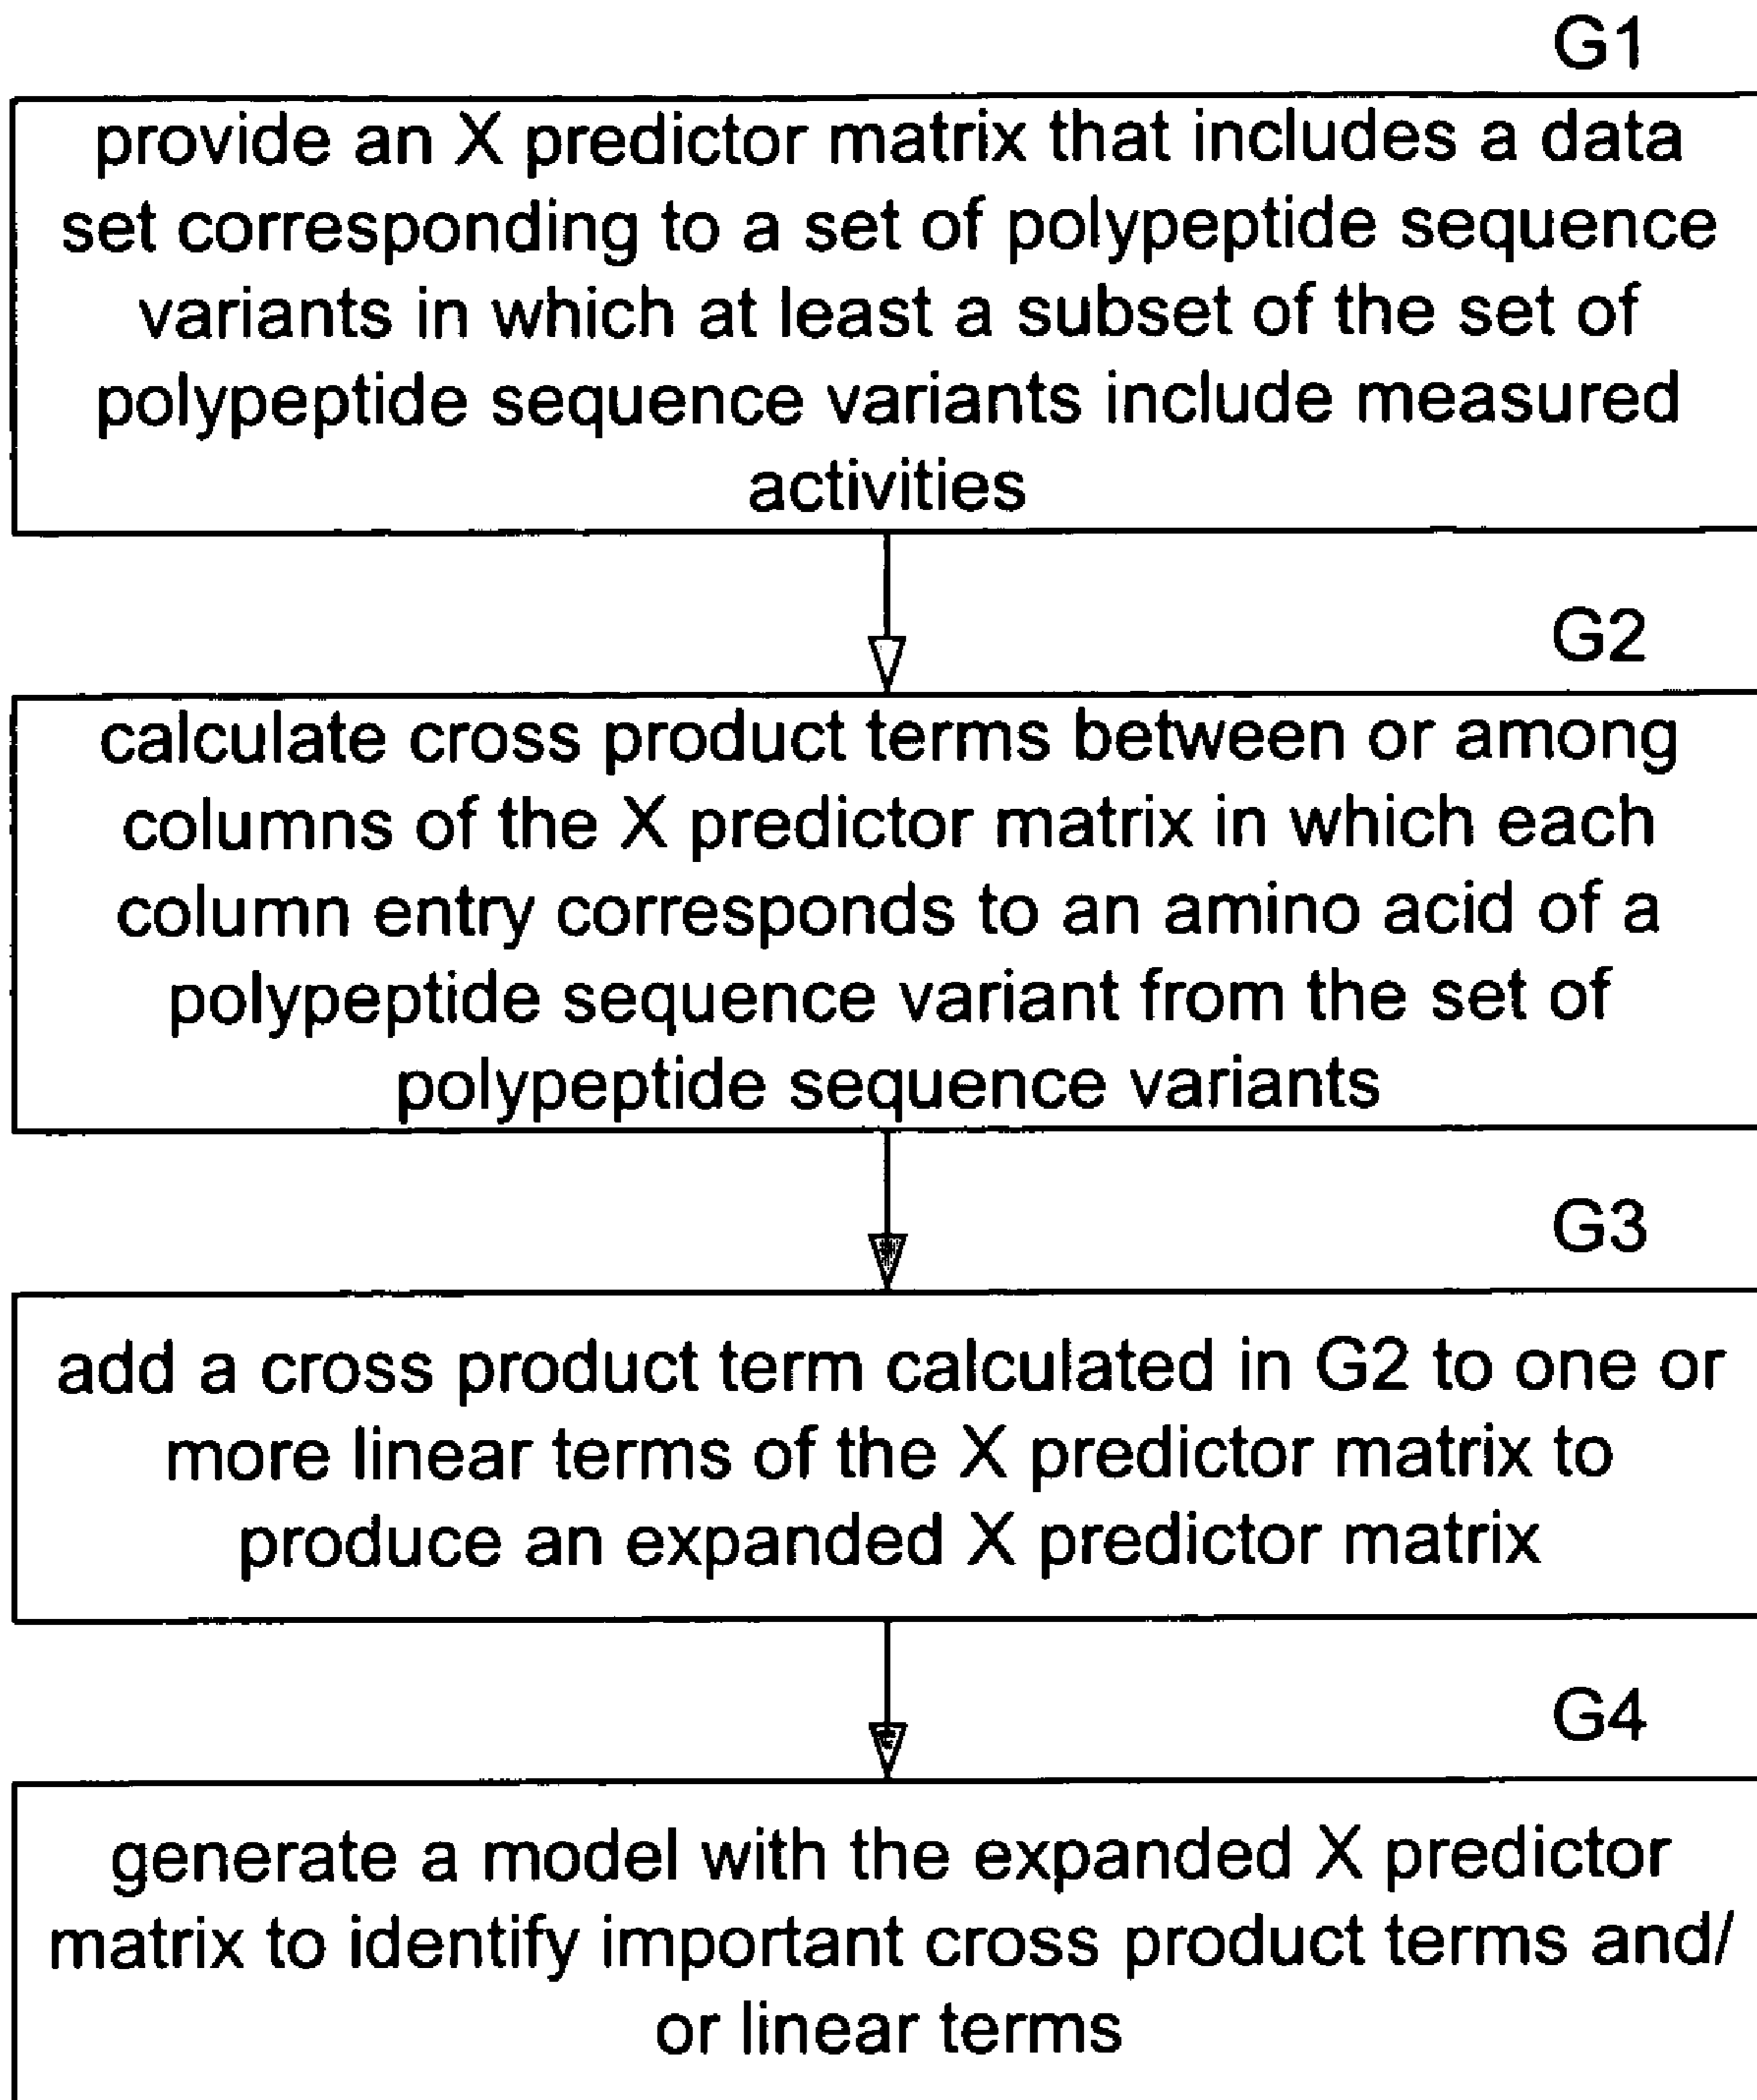 G1
provide an X predictor matrix that includes a data
set corresponding to a set of polypeptide sequence
variants in which at least a subset of the set of
polypeptide sequence variants include measured
activities
G2
calculate cross product terms between or among
columns of the X predictor matrix in which each
column entry corresponds to an amino acid of a
polypeptide sequence variant from the set of
polypeptide sequence variants
G3
add a cross product term calculated in G2 to one or
more linear terms of the X predictor matrix to
produce an expanded X predictor matrix
G4
generate a model with the expanded X predictor
matrix to identify important cross product terms and/
or linear terms